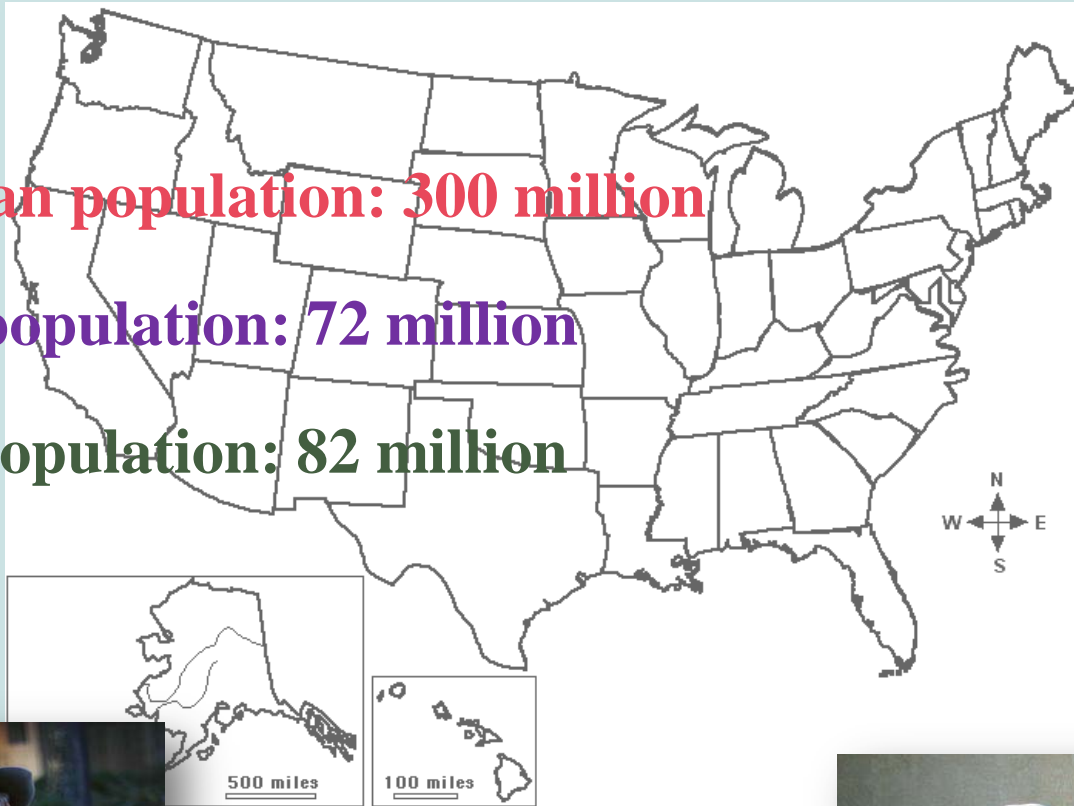 an population: 300 million
population: 72 million
opulation: 82 million
N
W E
S
500 miles
100 miles